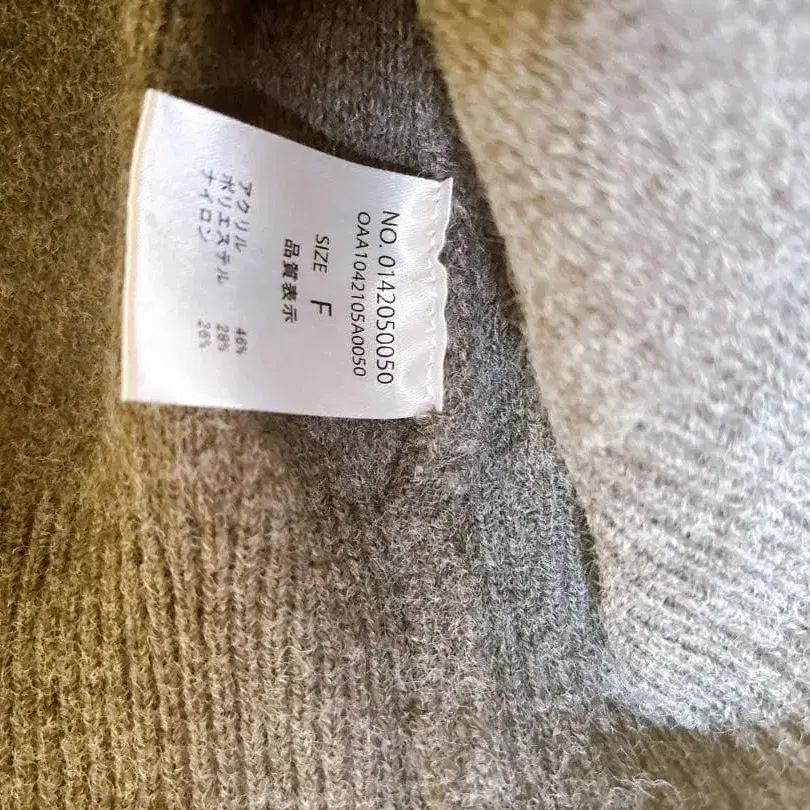 NO. 0142050050
OAA1042105A0050
SIZE F
品質表示
アクリル 46%
ポリエステル 28%
ナイロン 26%